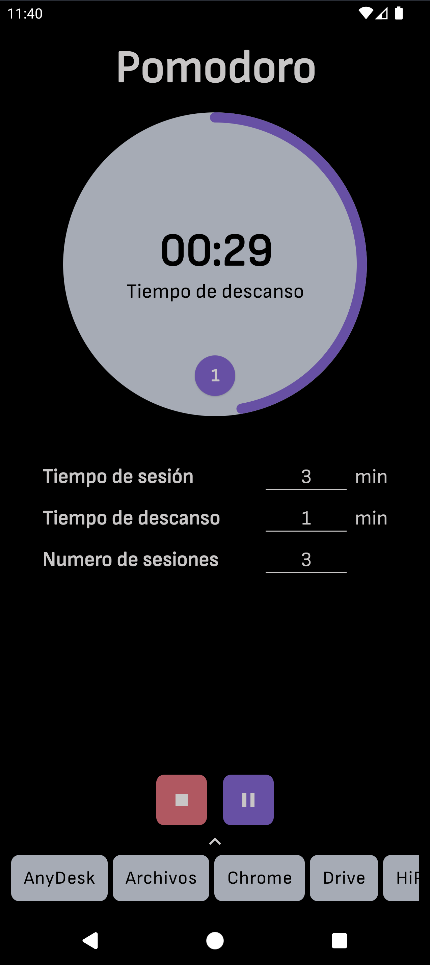 11:40
Pomodoro
00:29
Tiempo de descanso
1
Tiempo de sesión 3 min
Tiempo de descanso 1 min
Numero de sesiones 3
AnyDesk Archivos Chrome Drive